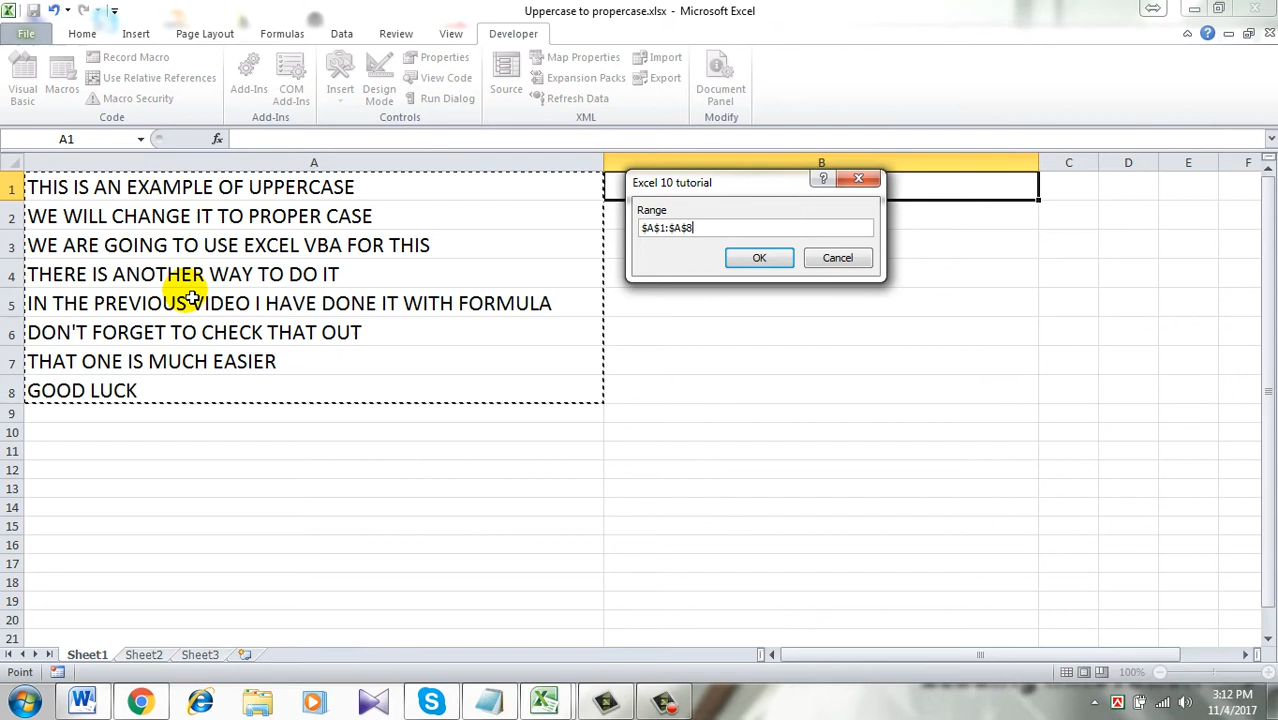 Uppercase to propercase.xlsx - Microsoft Excel
File Home Insert Page Layout Formulas Data Review View Developer
Visual Basic
Macros
Record Macro
Use Relative References
Macro Security
Code
Add-Ins
COM Add-Ins
Add-Ins
Insert
Design Mode
Properties
View Code
Run Dialog
Controls
Source
Map Properties
Expansion Packs
Refresh Data
Import
Export
XML
Document Panel
Modify
A1 fx
A B C D E F
1 THIS IS AN EXAMPLE OF UPPERCASE
2 WE WILL CHANGE IT TO PROPER CASE
3 WE ARE GOING TO USE EXCEL VBA FOR THIS
4 THERE IS ANOTHER WAY TO DO IT
5 IN THE PREVIOUS VIDEO I HAVE DONE IT WITH FORMULA
6 DON'T FORGET TO CHECK THAT OUT
7 THAT ONE IS MUCH EASIER
8 GOOD LUCK
9
10
11
12
13
14
15
16
17
18
19
20
21
Excel 10 tutorial
Range
$A$1:$A$8
OK Cancel
Sheet1 Sheet2 Sheet3
Point 100%
3:12 PM
11/4/2017